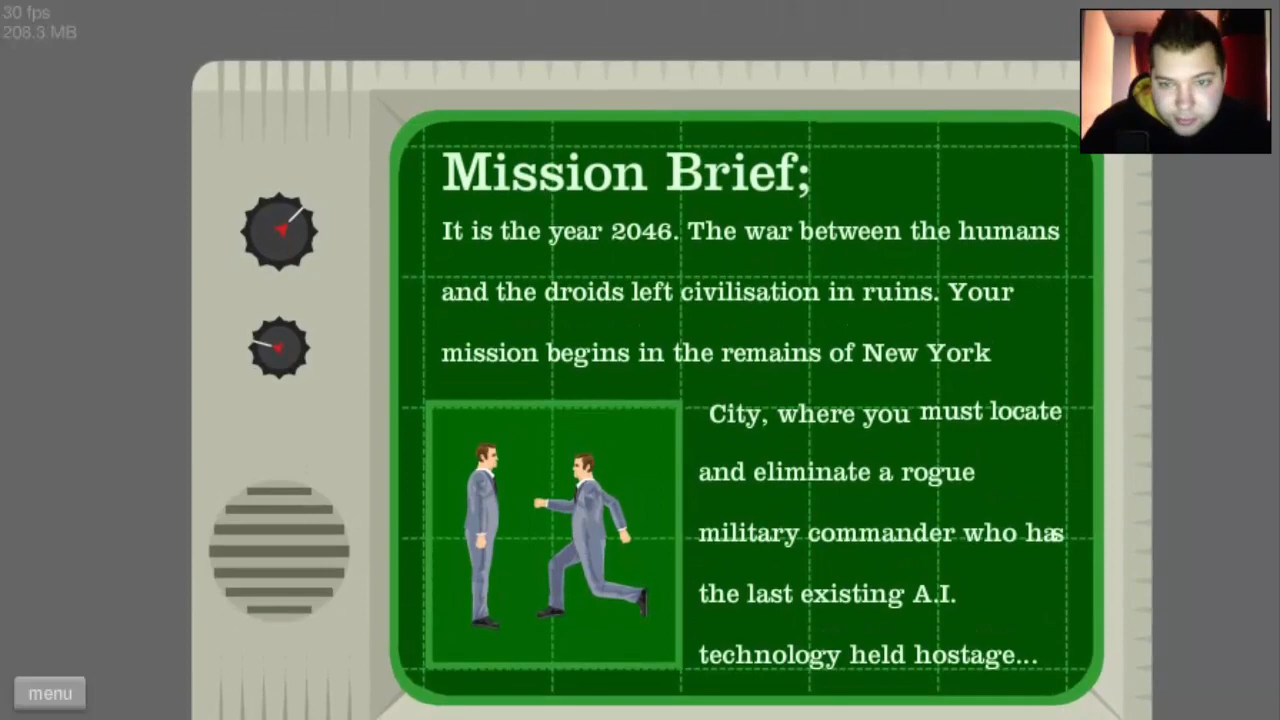 30 fps
208.3 MB
Mission Brief;
It is the year 2046. The war between the humans
and the droids left civilisation in ruins. Your
mission begins in the remains of New York
City, where you must locate
and eliminate a rogue
military commander who has
the last existing A.I.
technology held hostage...
menu